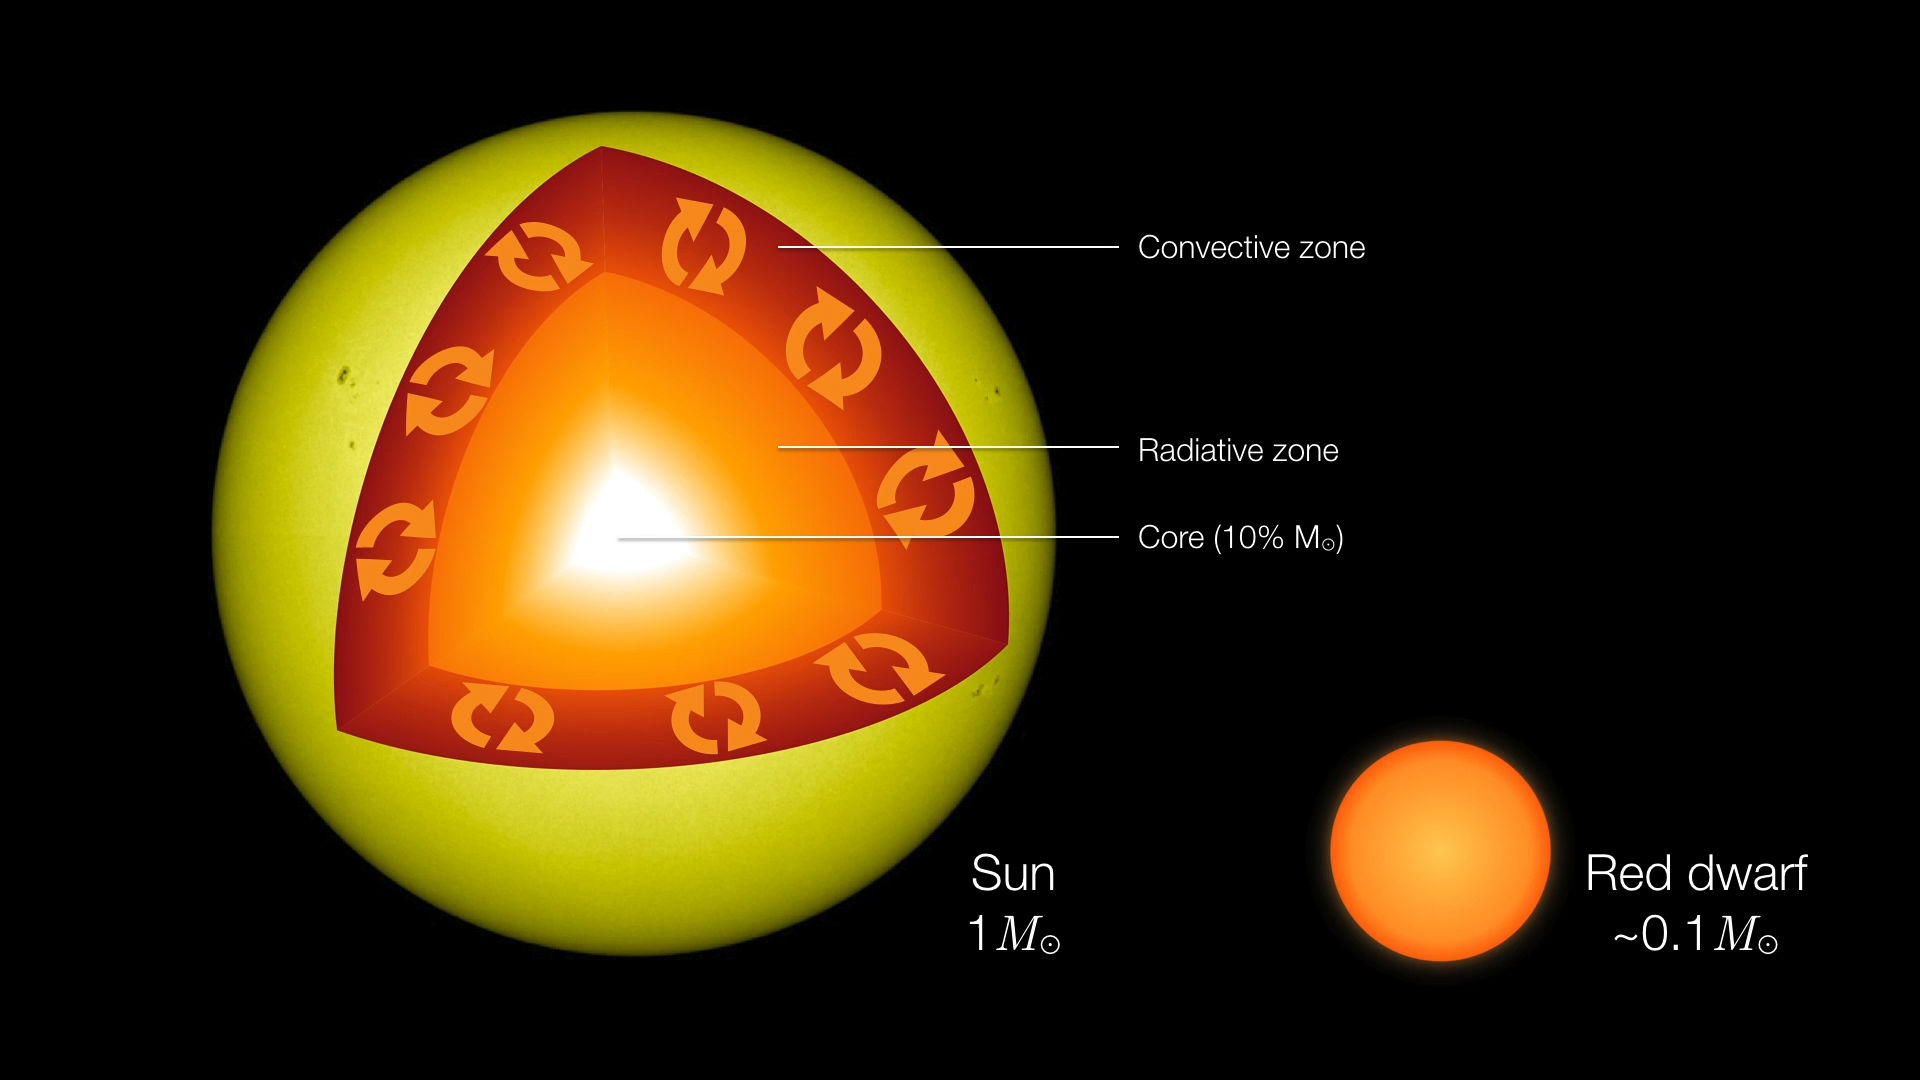 Convective zone
Radiative zone
Core (10% M☉)
Sun
1M☉
Red dwarf
~0.1M☉